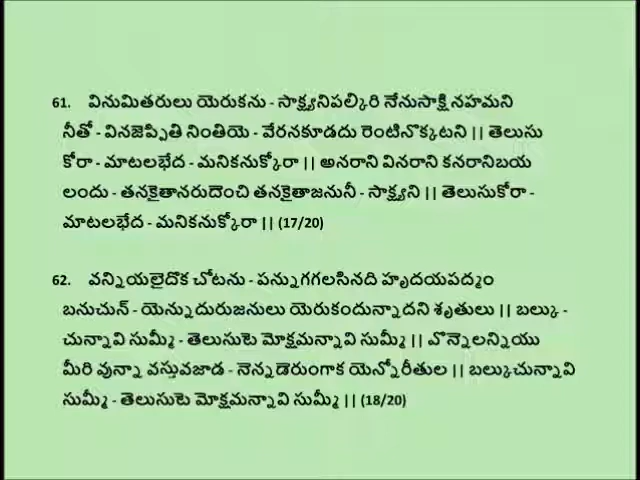 61. వినుమితరులు యెరుకను - సాక్ష్యనిపల్కిరి నేనుసాక్షి నహమని
నీతో - వినజెప్పితి నింతియె - వేరనకూడదు రెంటినొక్కటని || తెలుసు
కోరా - మాటలభేద - మనికనుక్కోరా || అనరాని వినరాని కనరానిబయ
లందు - తనకైతానరుదెంచి తనకైతాజనునీ - సాక్ష్యని || తెలుసుకోరా -
మాటలభేద - మనికనుక్కోరా || (17/20)
62. వన్నియలైదొక చోటను - పన్నుగగలసినది హృదయపద్మం
బనుచున్ - యెన్నుదురుజనులు యెరుకందున్నాదని శృతులు || బల్కు -
చున్నావి సుమ్మీ - తెలుసుటె మోక్షమన్నావి సుమ్మీ || వొన్నెలన్నియు
మీరి వున్నా వస్తువజాడ - నెన్నడెరుంగాక యెన్నోరీతుల || బల్కుచున్నావి
సుమ్మీ - తెలుసుటె మోక్షమన్నావి సుమ్మీ || (18/20)